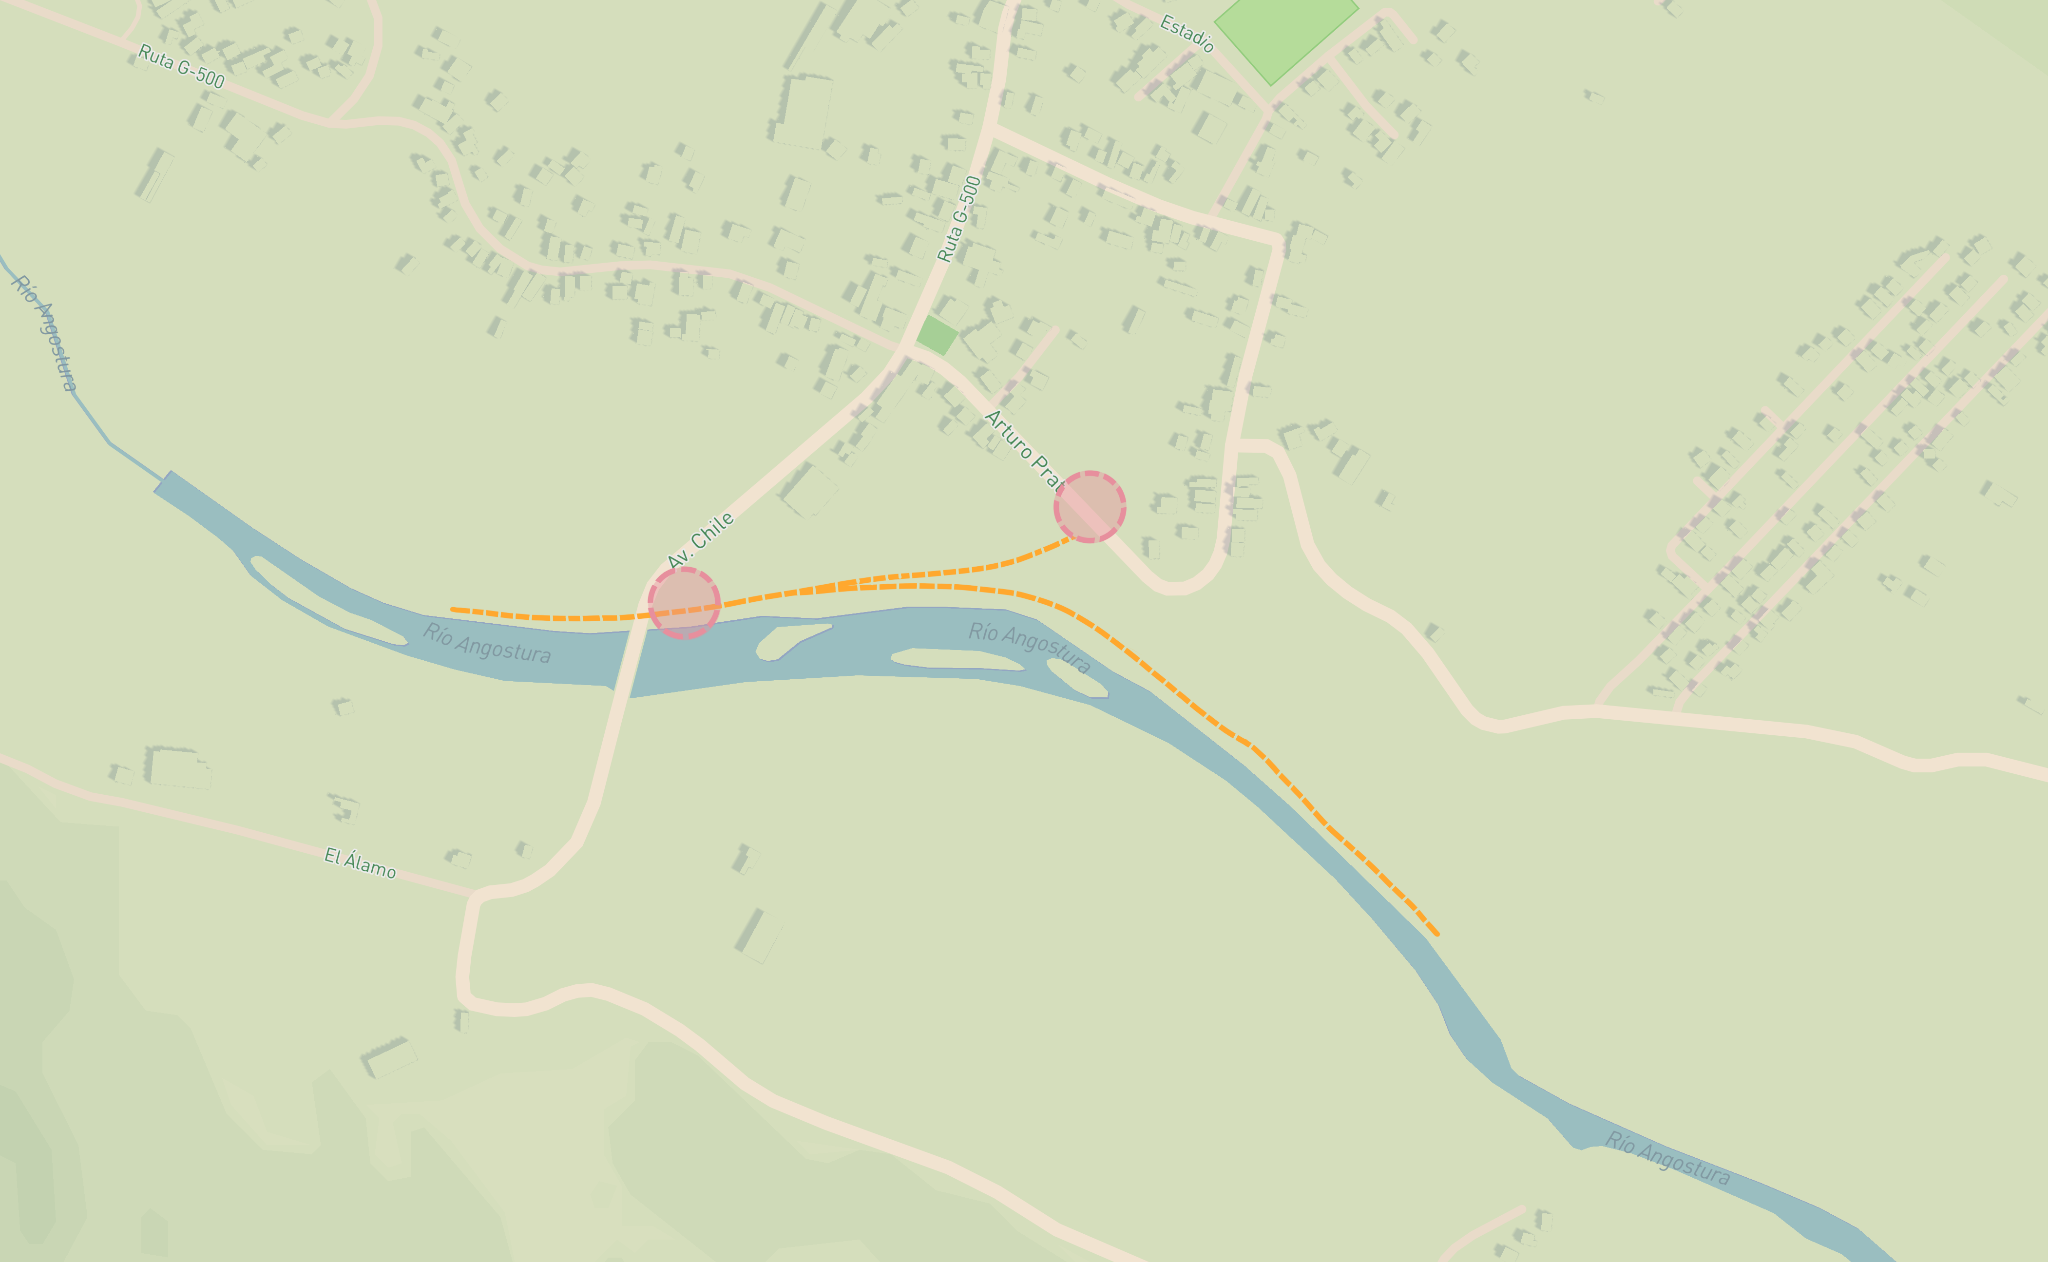 Estadio
Ruta G-500
Ruta G-500
Río Angostura
Arturo Prat
Av. Chile
Río Angostura
Río Angostura
El Álamo
Río Angostura